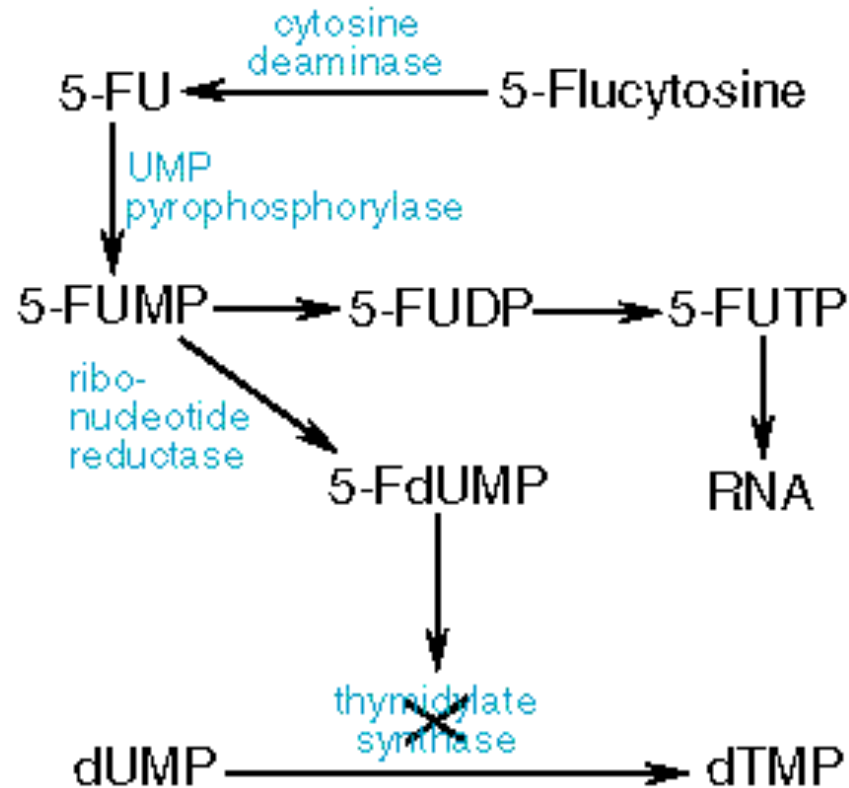 cytosine
deaminase
5-FU
5-Flucytosine
UMP
pyrophosphorylase
5-FUMP
5-FUDP
5-FUTP
ribo-
nudeotide
reductase
5-FdUMP
RNA
thymidylate
synthase
dUMP
dTMP